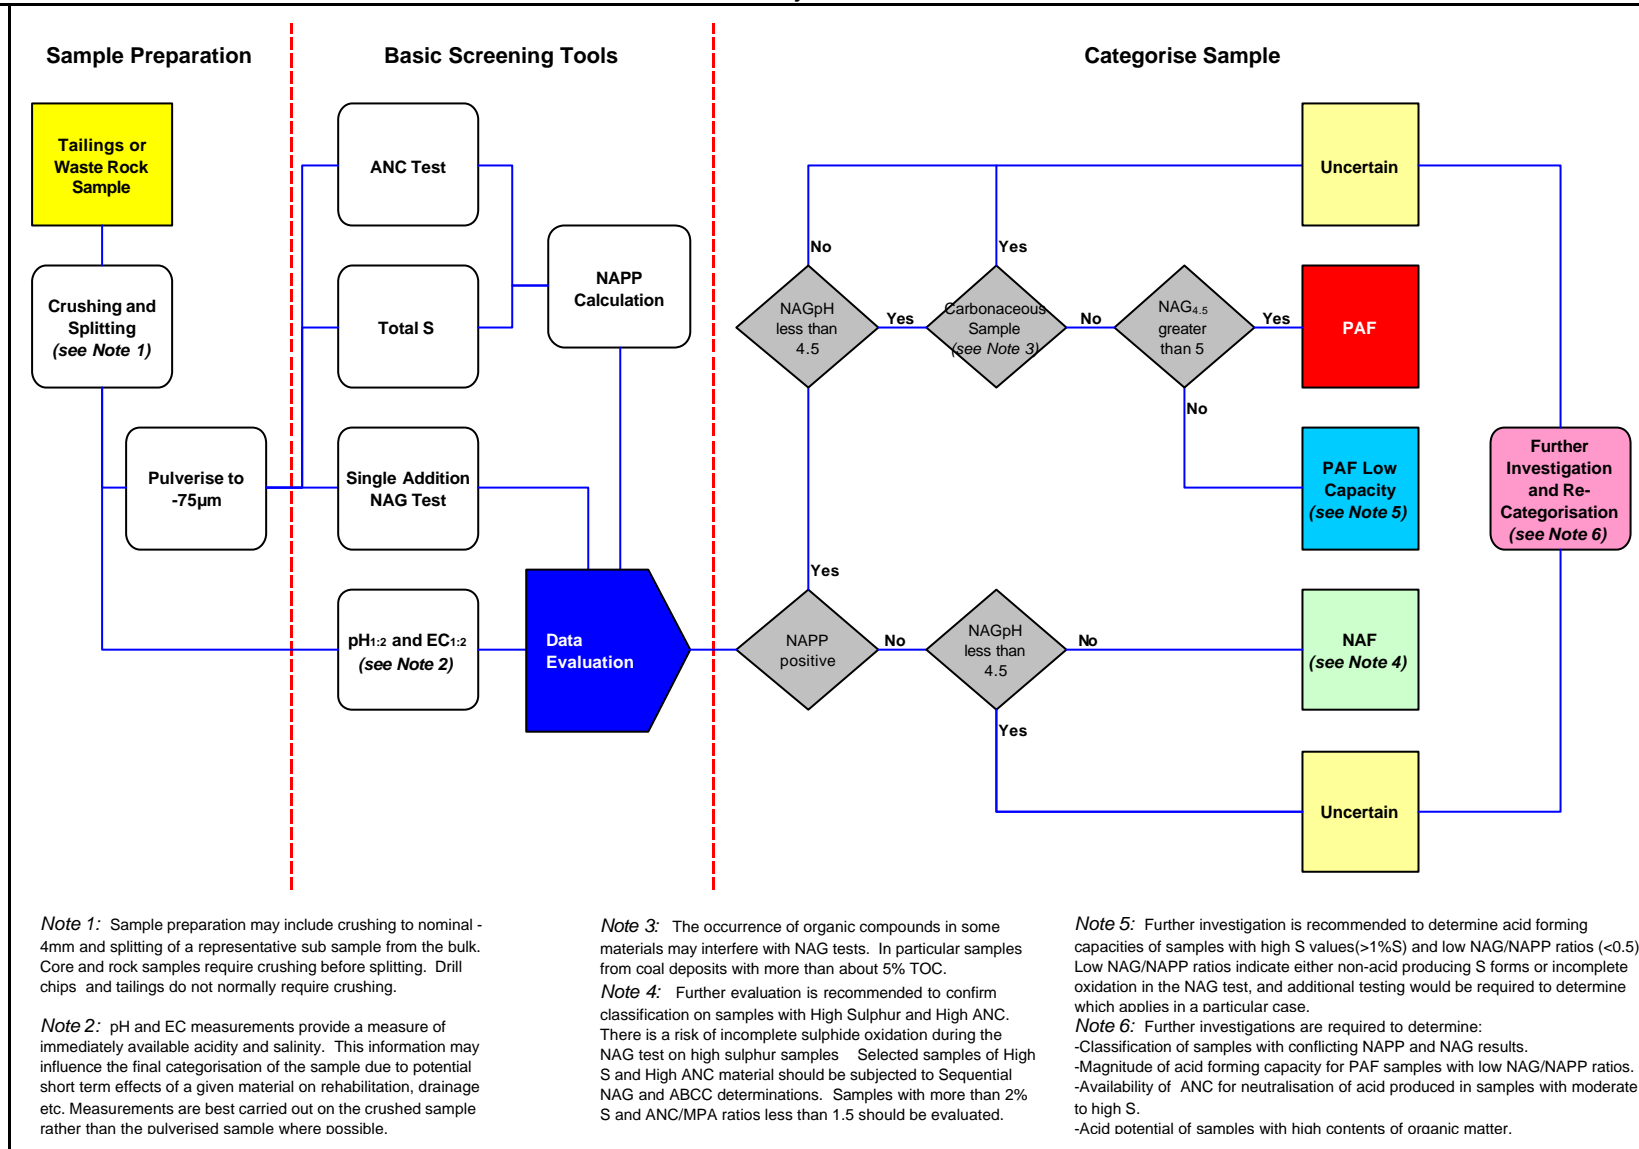 Sample Preparation
Basic Screening Tools
Categorise Sample
Tailings or
Waste Rock
Sample
Crushing and
Splitting
(see Note 1)
Pulverise to
-75µm
ANC Test
Total S
Single Addition
NAG Test
pH1:2 and EC1:2
(see Note 2)
NAPP
Calculation
Data
Evaluation
NAPP
positive
Yes
No
NAGpH
less than
4.5
No
Yes
Carbonaceous
Sample
(see Note 3)
Yes
No
NAG4.5
greater
than 5
Yes
No
NAGpH
less than
4.5
No
Yes
Uncertain
PAF
PAF Low
Capacity
(see Note 5)
NAF
(see Note 4)
Uncertain
Further
Investigation
and Re-
Categorisation
(see Note 6)
Note 1: Sample preparation may include crushing to nominal -
4mm and splitting of a representative sub sample from the bulk.
Core and rock samples require crushing before splitting. Drill
chips and tailings do not normally require crushing.
Note 2: pH and EC measurements provide a measure of
immediately available acidity and salinity. This information may
influence the final categorisation of the sample due to potential
short term effects of a given material on rehabilitation, drainage
etc. Measurements are best carried out on the crushed sample
rather than the pulverised sample where possible.
Note 3: The occurrence of organic compounds in some
materials may interfere with NAG tests. In particular samples
from coal deposits with more than about 5% TOC.
Note 4: Further evaluation is recommended to confirm
classification on samples with High Sulphur and High ANC.
There is a risk of incomplete sulphide oxidation during the
NAG test on high sulphur samples Selected samples of High
S and High ANC material should be subjected to Sequential
NAG and ABCC determinations. Samples with more than 2%
S and ANC/MPA ratios less than 1.5 should be evaluated.
Note 5: Further investigation is recommended to determine acid forming
capacities of samples with high S values(>1%S) and low NAG/NAPP ratios (<0.5)
Low NAG/NAPP ratios indicate either non-acid producing S forms or incomplete
oxidation in the NAG test, and additional testing would be required to determine
which applies in a particular case.
Note 6: Further investigations are required to determine:
-Classification of samples with conflicting NAPP and NAG results.
-Magnitude of acid forming capacity for PAF samples with low NAG/NAPP ratios.
-Availability of ANC for neutralisation of acid produced in samples with moderate
to high S.
-Acid potential of samples with high contents of organic matter.